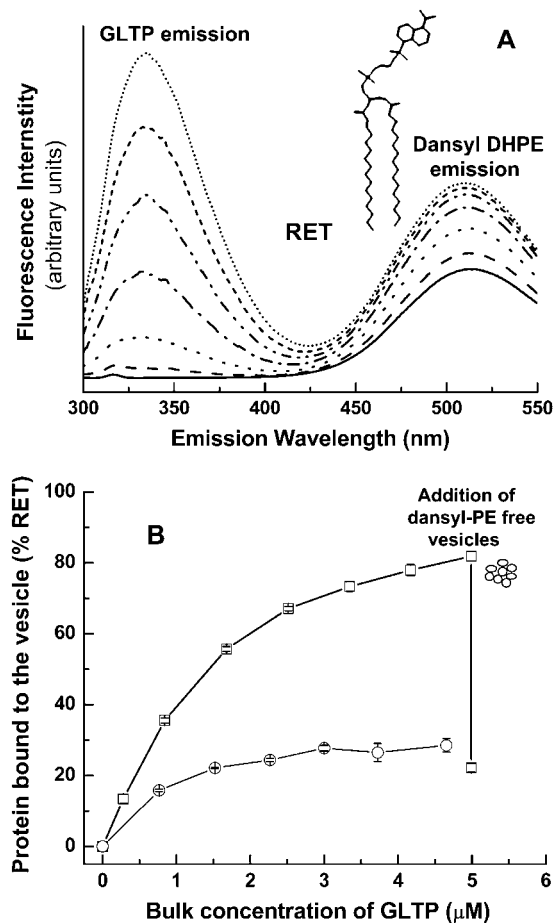 GLTP emission
A
Dansyl DHPE
emission
RET
Fluorescence Internstity
(arbitrary units)
300 350 400 450 500 550
Emission Wavelength (nm)
100
80
60
40
20
0
B
Addition of
dansyl-PE free
vesicles
Protein bound to the vesicle (% RET)
0 1 2 3 4 5 6
Bulk concentration of GLTP (μM)